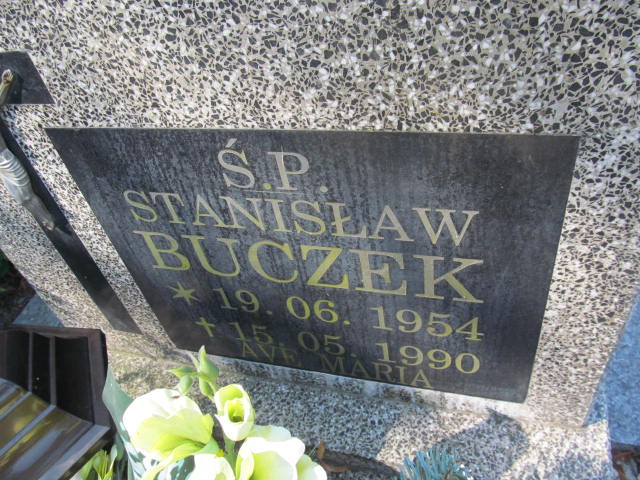 Ś.P.
STANISŁAW
BUCZEK
* 19. 06. 1954
† 15. 05. 1990
AVE MARIA